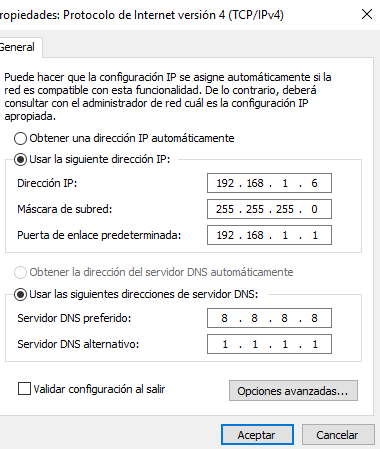 ropiedades: Protocolo de Internet versión 4 (TCP/IPv4)
General
Puede hacer que la configuración IP se asigne automáticamente si la
red es compatible con esta funcionalidad. De lo contrario, deberá
consultar con el administrador de red cuál es la configuración IP
apropiada.
Obtener una dirección IP automáticamente
Usar la siguiente dirección IP:
Dirección IP: 192 . 168 . 1 . 6
Máscara de subred: 255 . 255 . 255 . 0
Puerta de enlace predeterminada: 192 . 168 . 1 . 1
Obtener la dirección del servidor DNS automáticamente
Usar las siguientes direcciones de servidor DNS:
Servidor DNS preferido: 8 . 8 . 8 . 8
Servidor DNS alternativo: 1 . 1 . 1 . 1
Validar configuración al salir
Opciones avanzadas...
Aceptar Cancelar